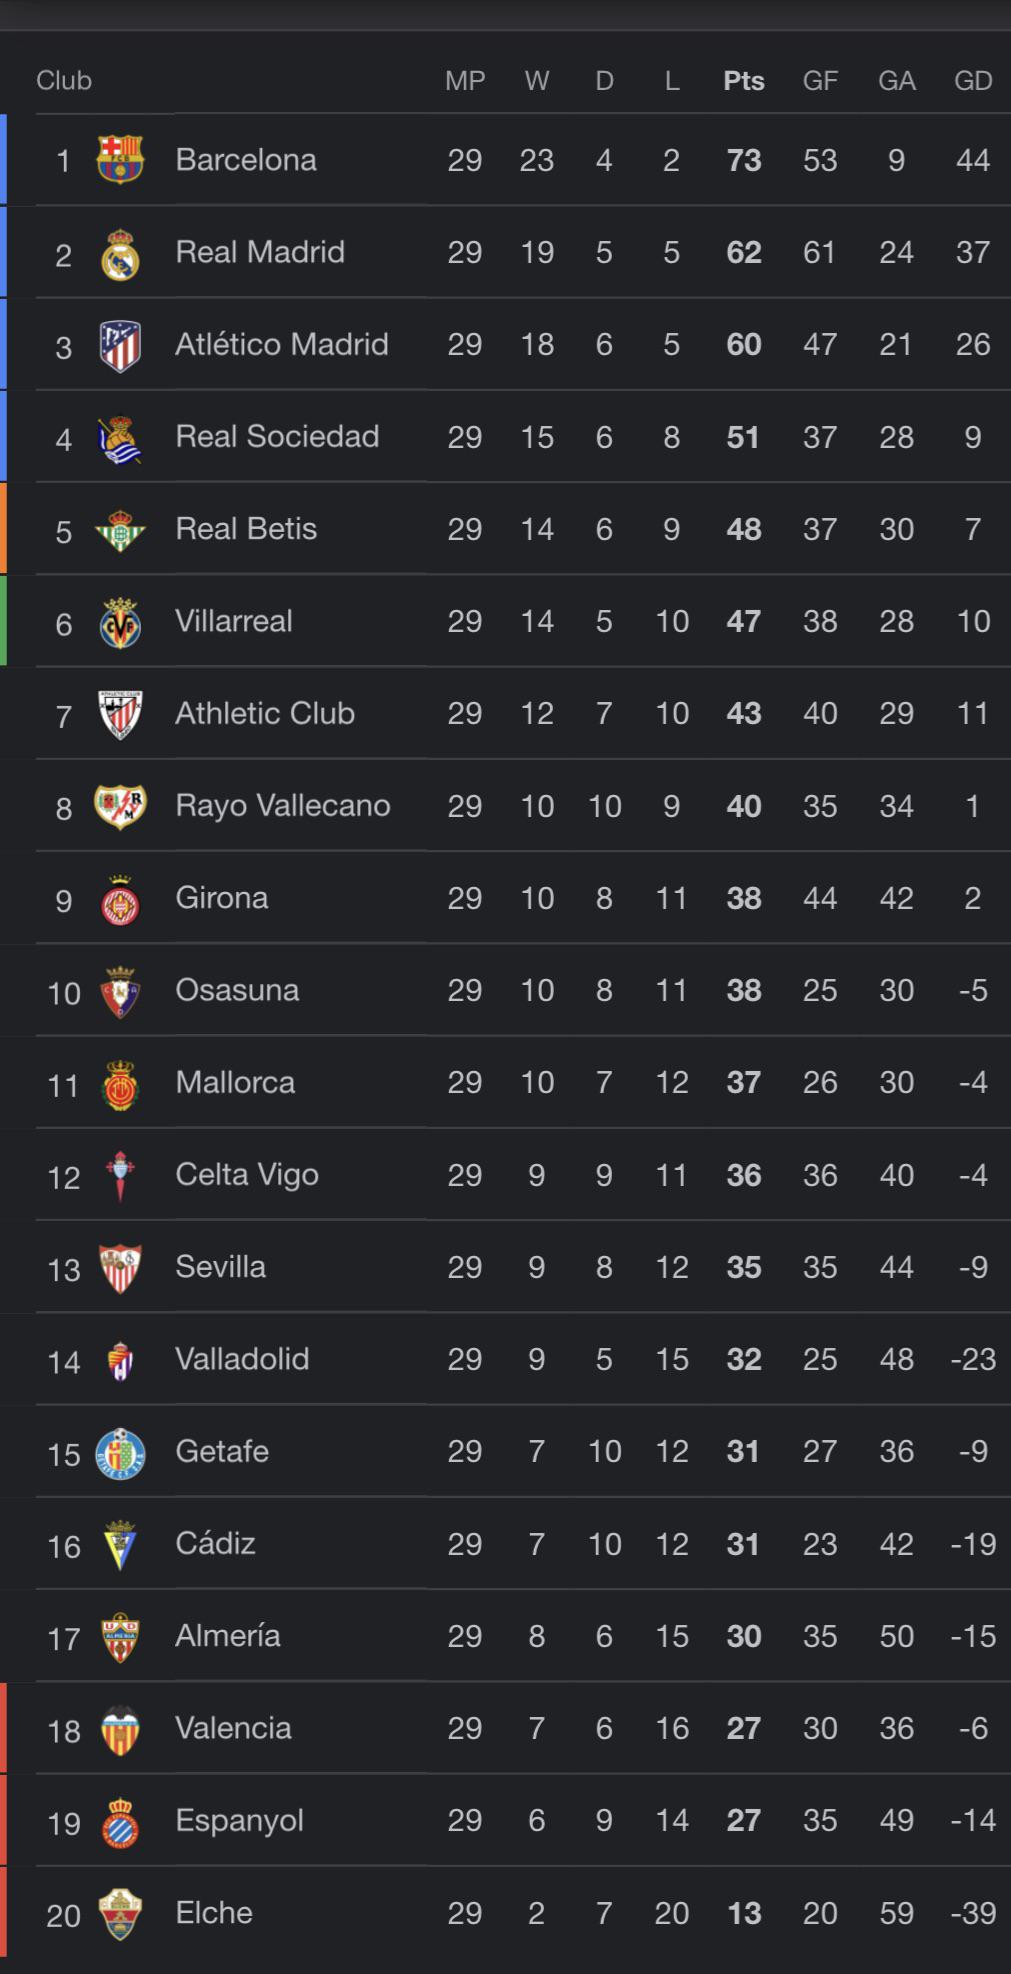 Club MP W D L Pts GF GA GD
1 Barcelona 29 23 4 2 73 53 9 44
2 Real Madrid 29 19 5 5 62 61 24 37
3 Atlético Madrid 29 18 6 5 60 47 21 26
4 Real Sociedad 29 15 6 8 51 37 28 9
5 Real Betis 29 14 6 9 48 37 30 7
6 Villarreal 29 14 5 10 47 38 28 10
7 Athletic Club 29 12 7 10 43 40 29 11
8 Rayo Vallecano 29 10 10 9 40 35 34 1
9 Girona 29 10 8 11 38 44 42 2
10 Osasuna 29 10 8 11 38 25 30 -5
11 Mallorca 29 10 7 12 37 26 30 -4
12 Celta Vigo 29 9 9 11 36 36 40 -4
13 Sevilla 29 9 8 12 35 35 44 -9
14 Valladolid 29 9 5 15 32 25 48 -23
15 Getafe 29 7 10 12 31 27 36 -9
16 Cádiz 29 7 10 12 31 23 42 -19
17 Almería 29 8 6 15 30 35 50 -15
18 Valencia 29 7 6 16 27 30 36 -6
19 Espanyol 29 6 9 14 27 35 49 -14
20 Elche 29 2 7 20 13 20 59 -39